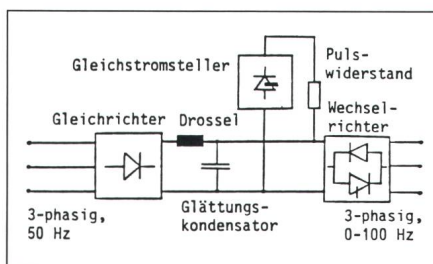 Gleichstromsteller
Puls-
widerstand
Gleichrichter
Drossel
Wechsel-
richter
3-phasig,
50 Hz
Glättungs-
kondensator
3-phasig,
0-100 Hz